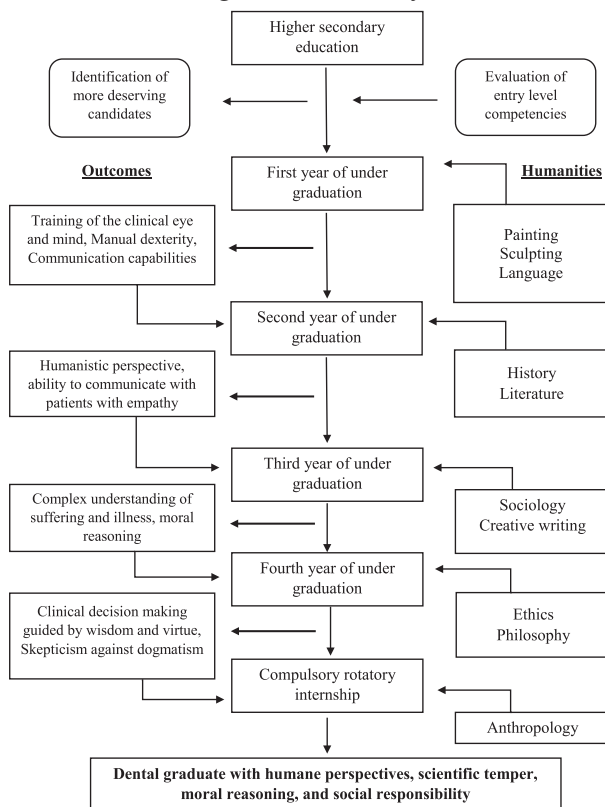 Higher secondary
education
Identification of
more deserving
candidates
Evaluation of
entry level
competencies
Outcomes
First year of under
graduation
Humanities
Training of the clinical eye
and mind, Manual dexterity,
Communication capabilities
Painting
Sculpting
Language
Second year of under
graduation
Humanistic perspective,
ability to communicate with
patients with empathy
History
Literature
Third year of under
graduation
Complex understanding of
suffering and illness, moral
reasoning
Sociology
Creative writing
Fourth year of under
graduation
Clinical decision making
guided by wisdom and virtue,
Skepticism against dogmatism
Ethics
Philosophy
Compulsory rotatory
internship
Anthropology
Dental graduate with humane perspectives, scientific temper,
moral reasoning, and social responsibility